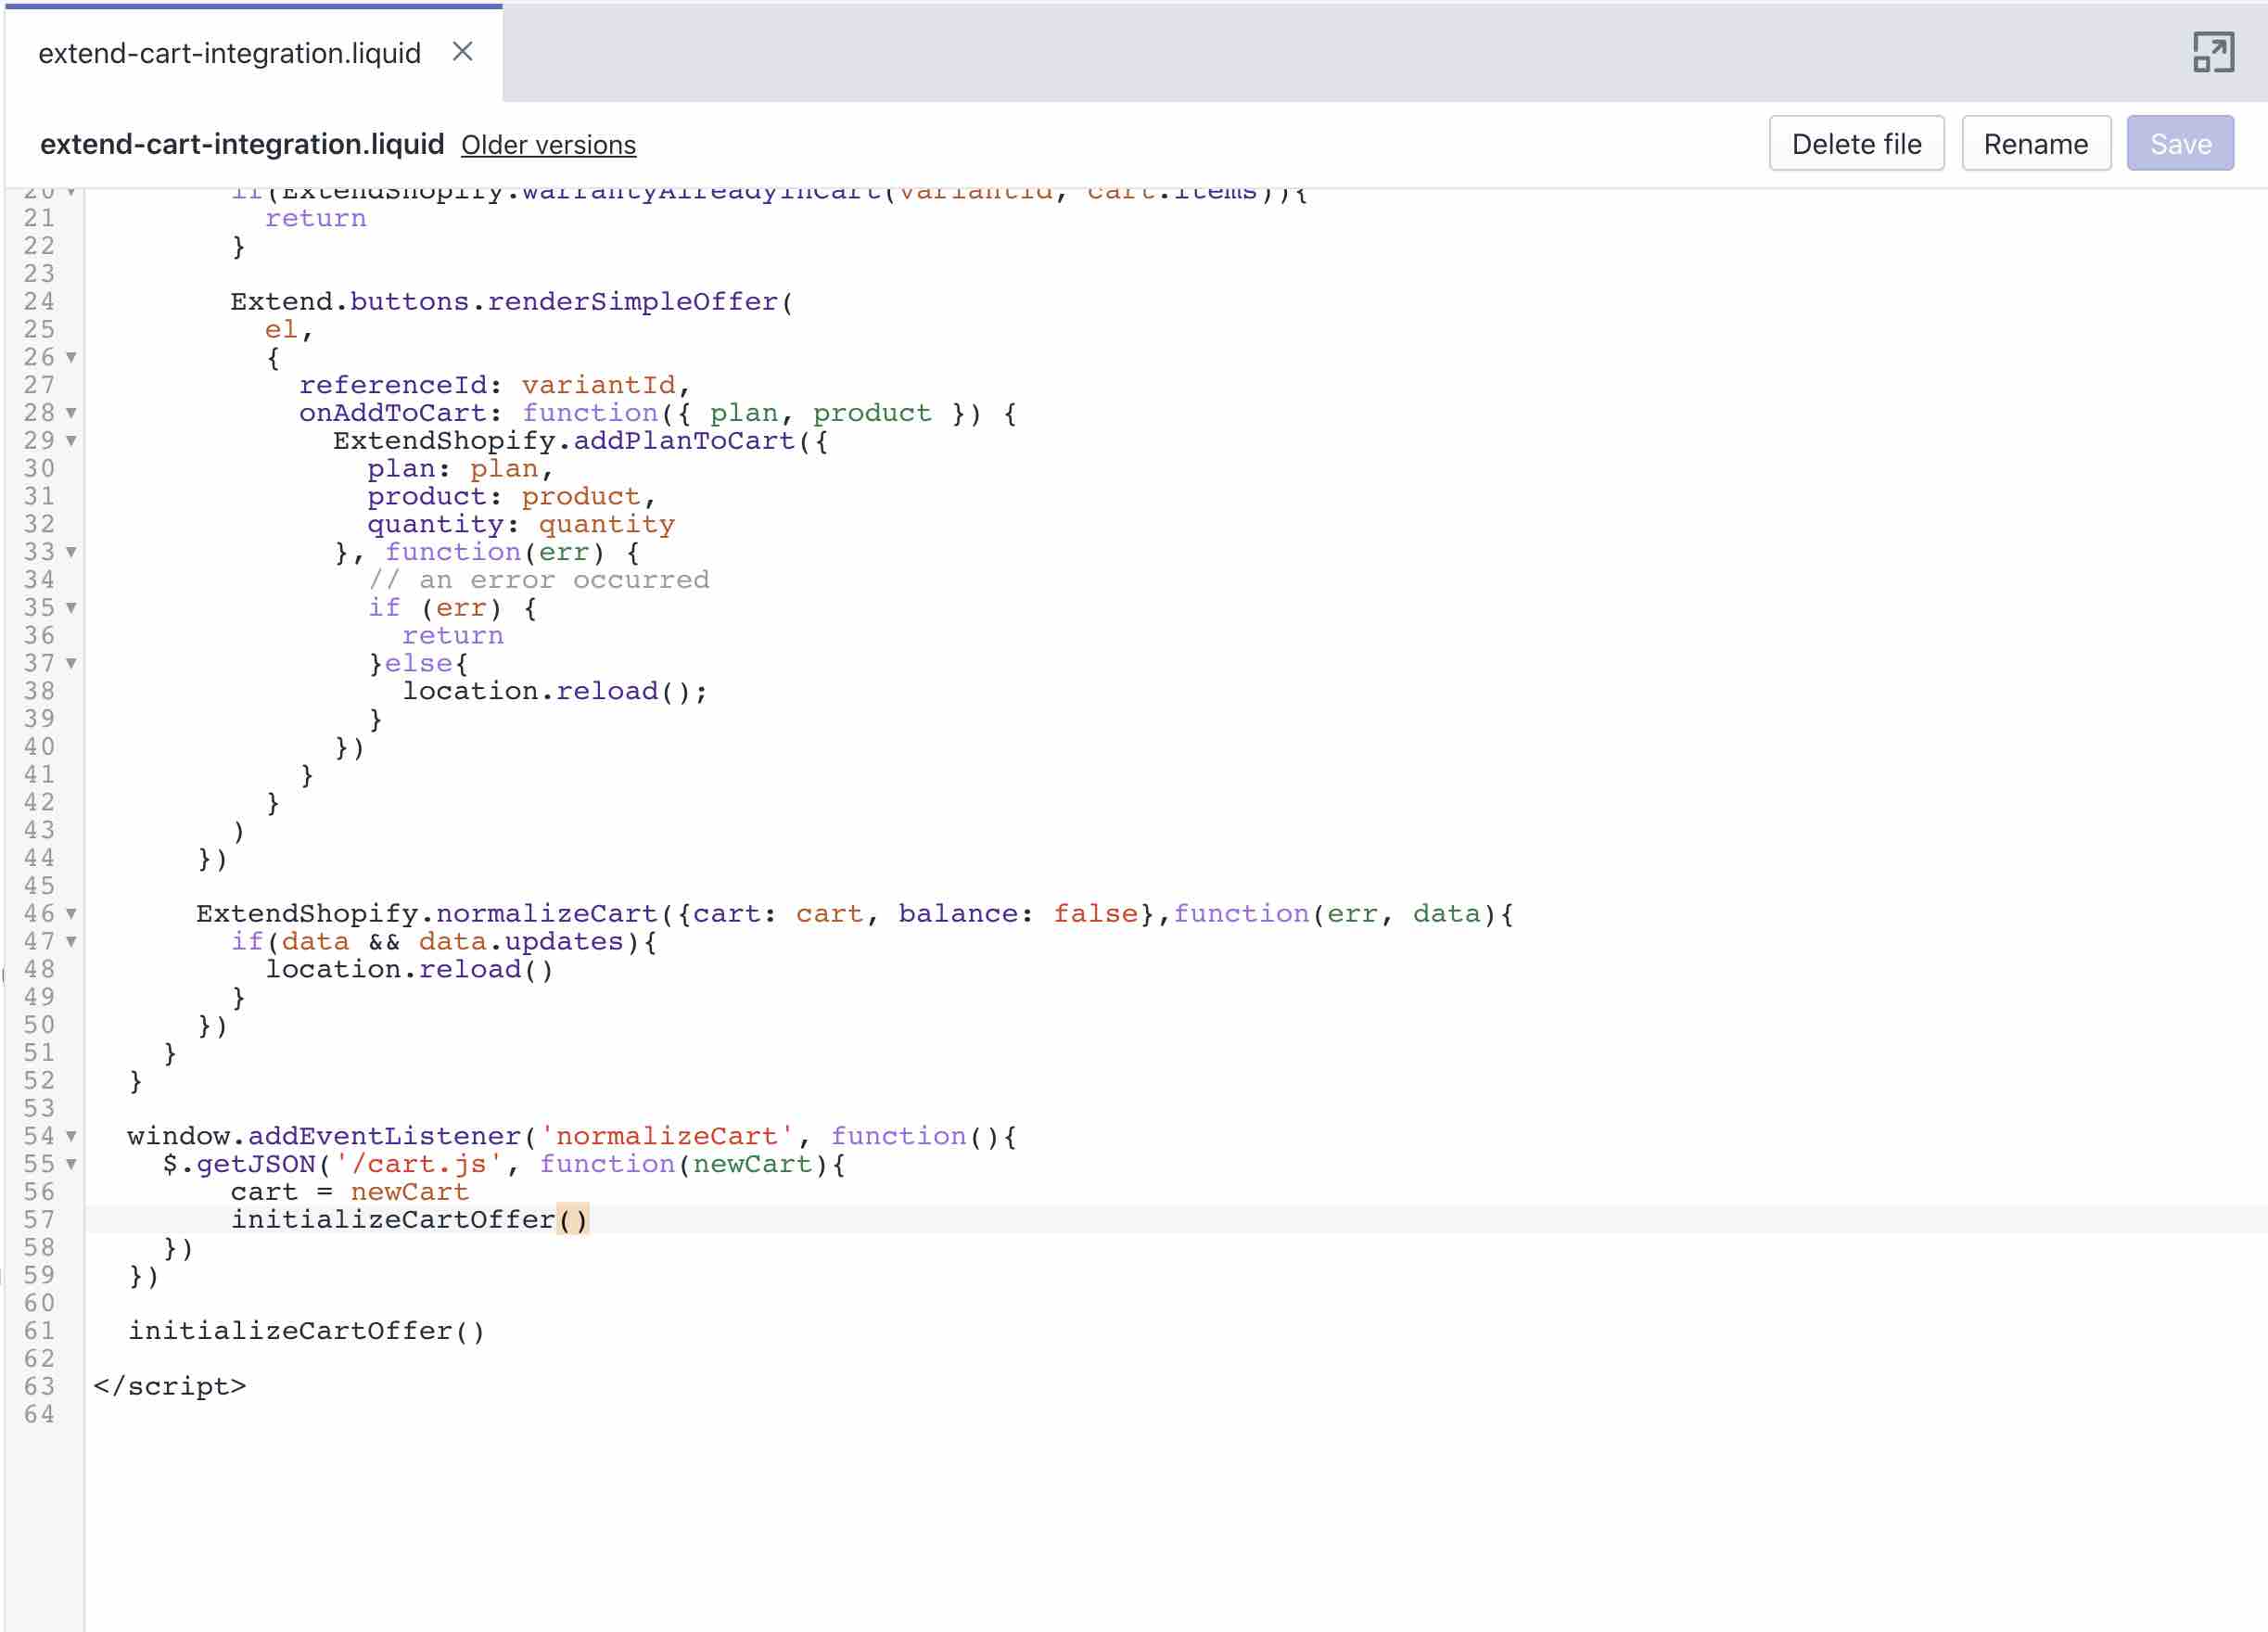 extend-cart-integration.liquid
extend-cart-integration.liquid Older versions Delete file Rename Save
20 if(ExtendShopify.warrantyAlreadyInCart(variantId, cart.items)){
21 return
22 }
23
24 Extend.buttons.renderSimpleOffer(
25 el,
26 {
27 referenceId: variantId,
28 onAddToCart: function({ plan, product }) {
29 ExtendShopify.addPlanToCart({
30 plan: plan,
31 product: product,
32 quantity: quantity
33 }, function(err) {
34 // an error occurred
35 if (err) {
36 return
37 }else{
38 location.reload();
39 }
40 })
41 }
42 }
43 )
44 })
45
46 ExtendShopify.normalizeCart({cart: cart, balance: false},function(err, data){
47 if(data && data.updates){
48 location.reload()
49 }
50 })
51 }
52 }
53
54 window.addEventListener('normalizeCart', function(){
55 $.getJSON('/cart.js', function(newCart){
56 cart = newCart
57 initializeCartOffer()
58 })
59 })
60
61 initializeCartOffer()
62
63 </script>
64